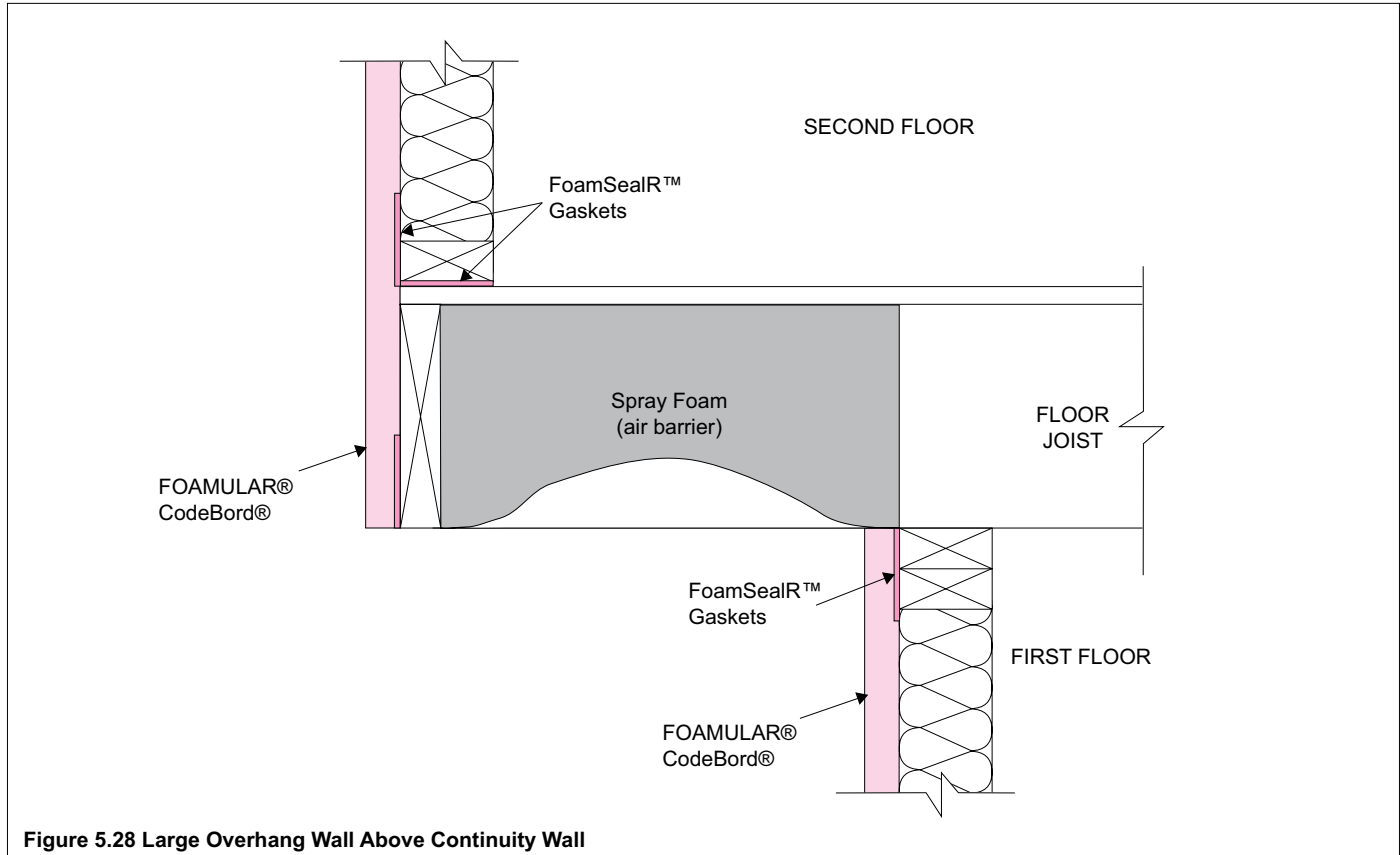 SECOND FLOOR
FoamSealR™
Gaskets
Spray Foam
(air barrier)
FLOOR
JOIST
FOAMULAR®
CodeBord®
FoamSealR™
Gaskets
FIRST FLOOR
FOAMULAR®
CodeBord®
Figure 5.28 Large Overhang Wall Above Continuity Wall